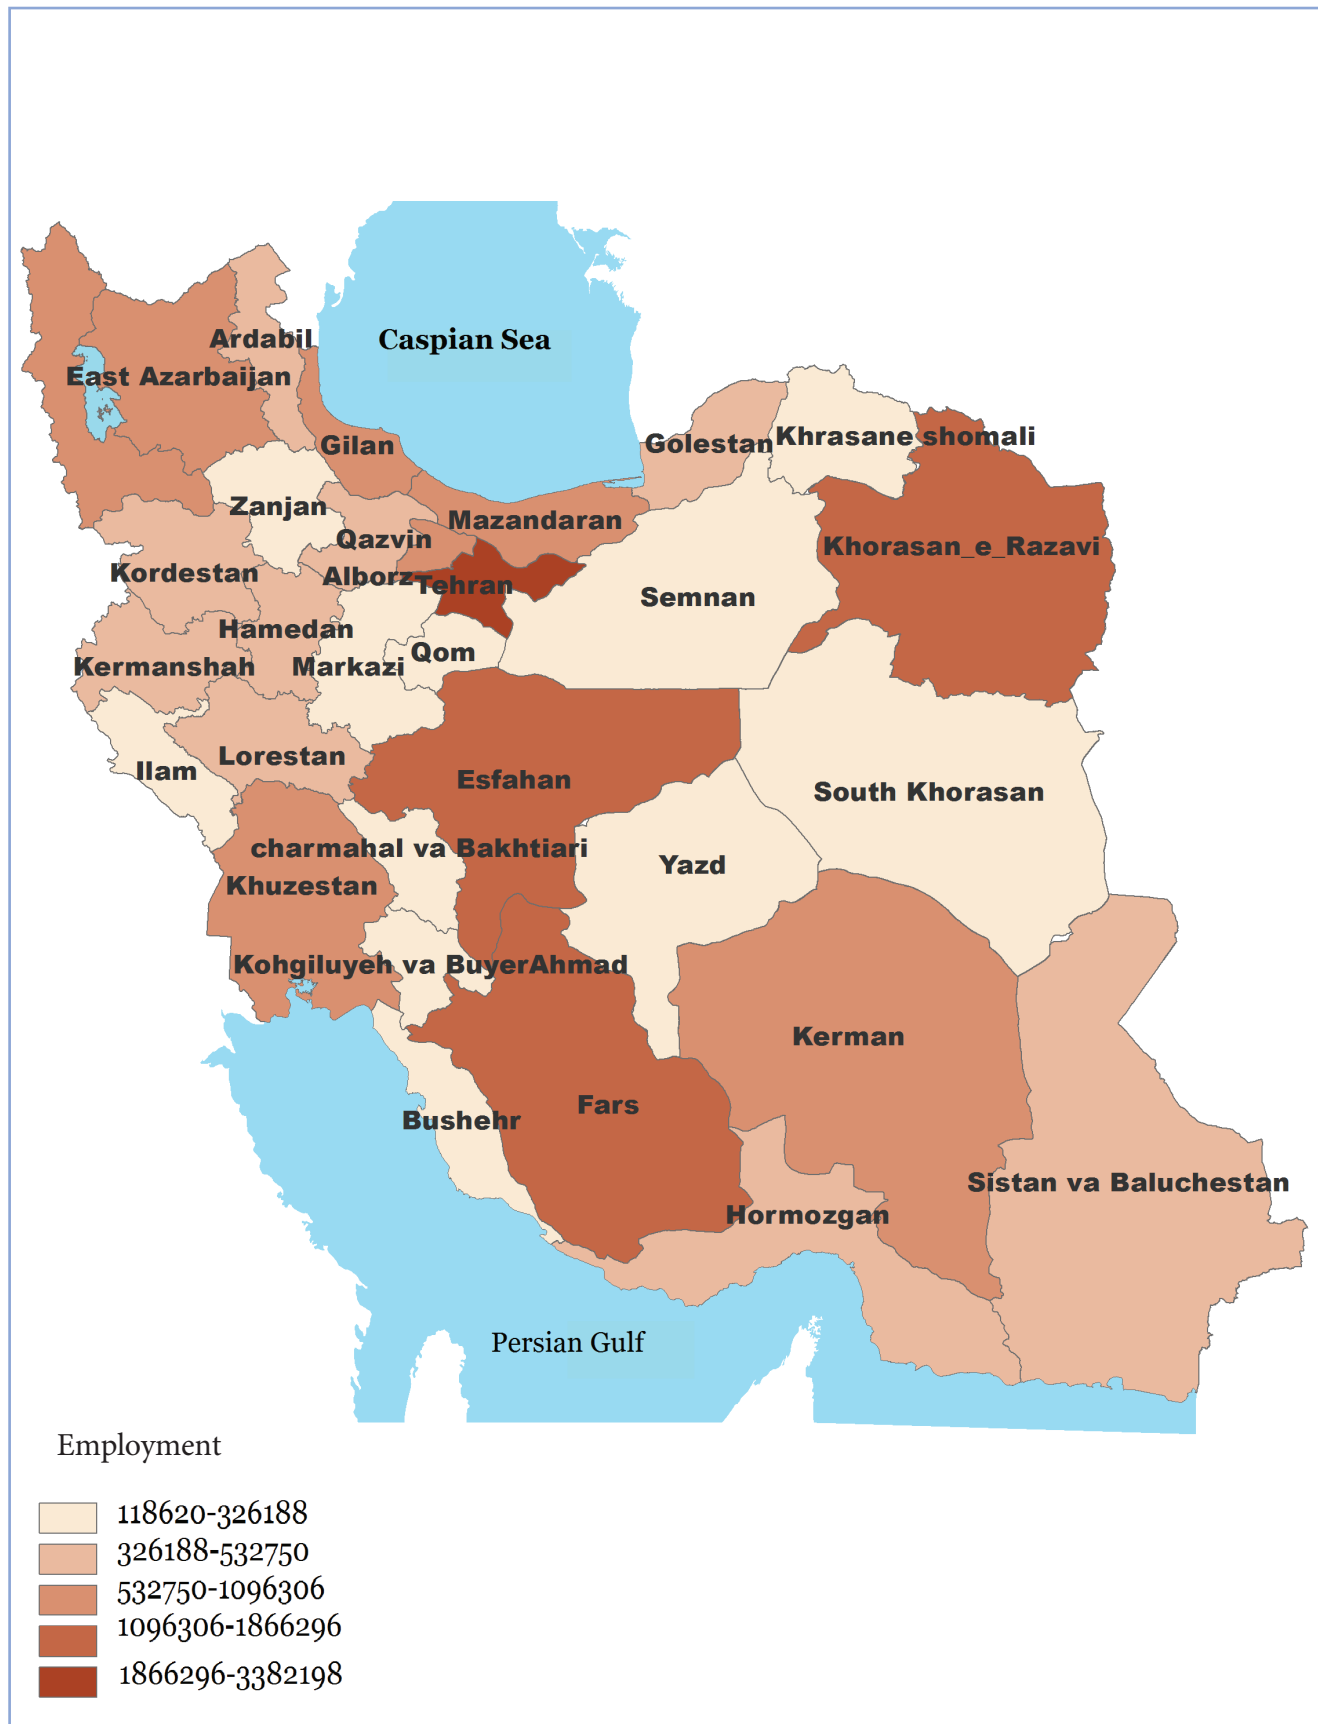 Ardabil
Caspian Sea
East Azarbaijan
Gilan
Golestan
Khrasane shomali
Zanjan
Mazandaran
Qazvin
Khorasan_e_Razavi
Kordestan
Alborz
Tehran
Semnan
Hamedan
Qom
Kermanshah
Markazi
Lorestan
Ilam
Esfahan
South Khorasan
charmahal va Bakhtiari
Yazd
Khuzestan
Kohgiluyeh va BuyerAhmad
Kerman
Fars
Bushehr
Sistan va Baluchestan
Hormozgan
Persian Gulf
Employment
118620-326188
326188-532750
532750-1096306
1096306-1866296
1866296-3382198